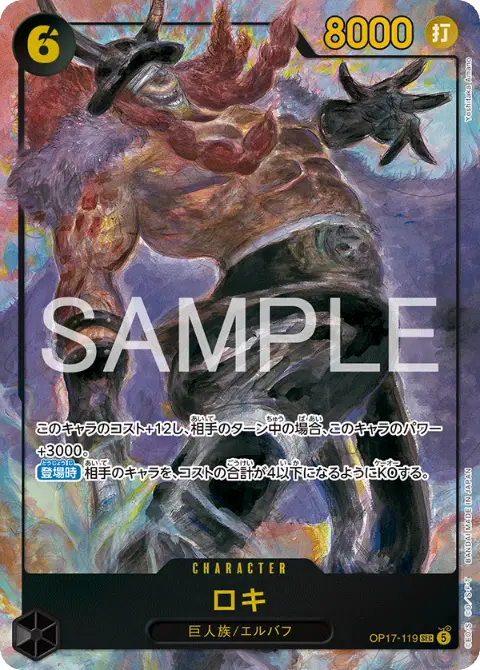 6
8000
打
Yoshitaka Amano
SAMPLE
このキャラのコスト+12し、相手のターン中の場合、このキャラのパワー
+3000。
登場時 相手のキャラを、コストの合計が4以下になるようにKOする。
CHARACTER
ロキ
巨人族/エルバフ
OP17-119 SEC 5
BANDAI MADE IN JAPAN